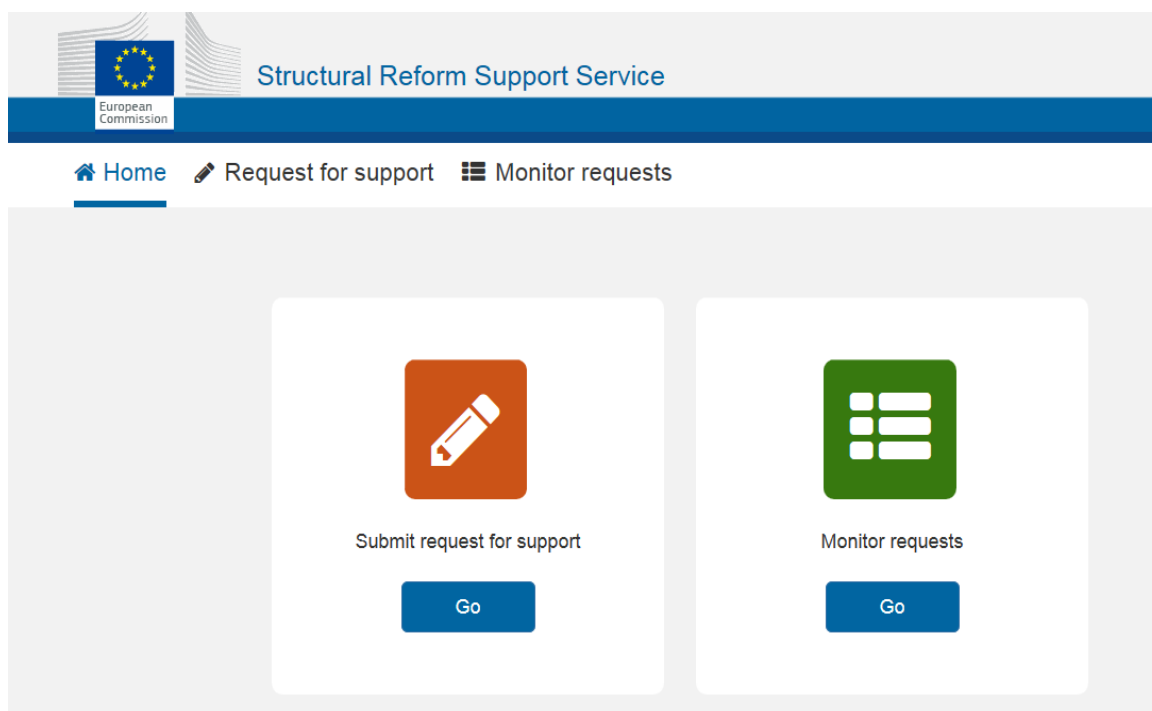 Structural Reform Support Service
European
Commission
Home Request for support Monitor requests
Submit request for support
Monitor requests
Go
Go